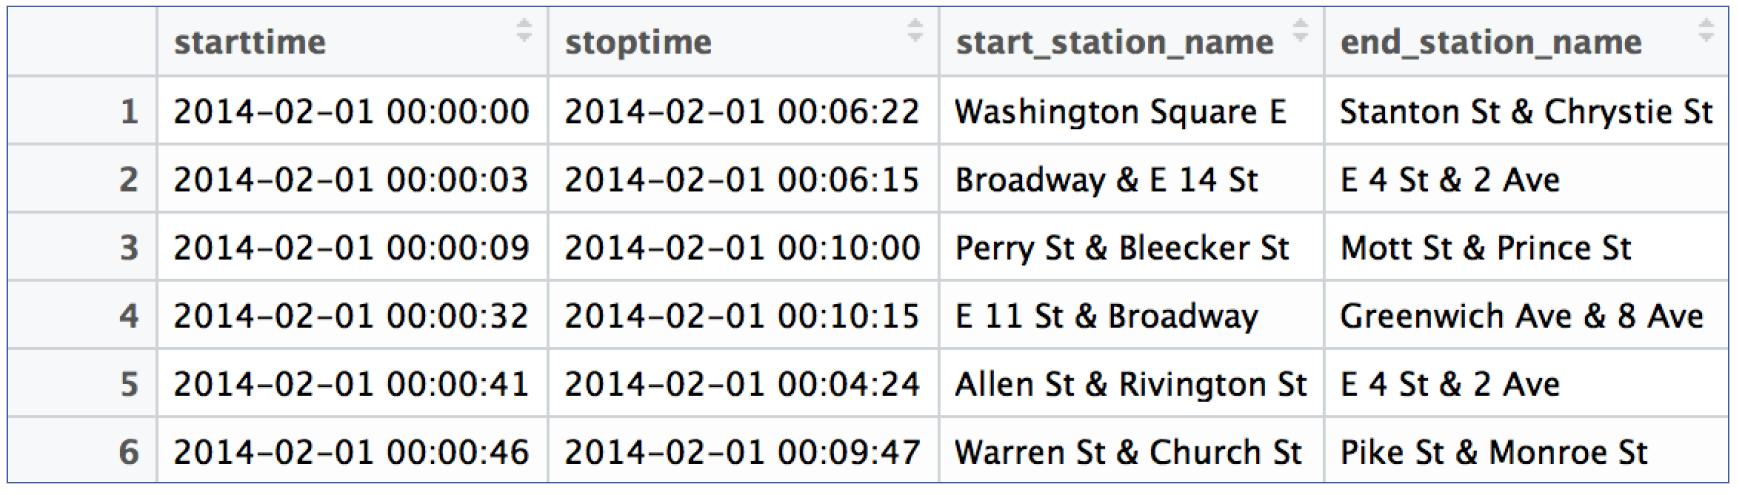 starttime stoptime start_station_name end_station_name
1 2014-02-01 00:00:00 2014-02-01 00:06:22 Washington Square E Stanton St & Chrystie St
2 2014-02-01 00:00:03 2014-02-01 00:06:15 Broadway & E 14 St E 4 St & 2 Ave
3 2014-02-01 00:00:09 2014-02-01 00:10:00 Perry St & Bleecker St Mott St & Prince St
4 2014-02-01 00:00:32 2014-02-01 00:10:15 E 11 St & Broadway Greenwich Ave & 8 Ave
5 2014-02-01 00:00:41 2014-02-01 00:04:24 Allen St & Rivington St E 4 St & 2 Ave
6 2014-02-01 00:00:46 2014-02-01 00:09:47 Warren St & Church St Pike St & Monroe St